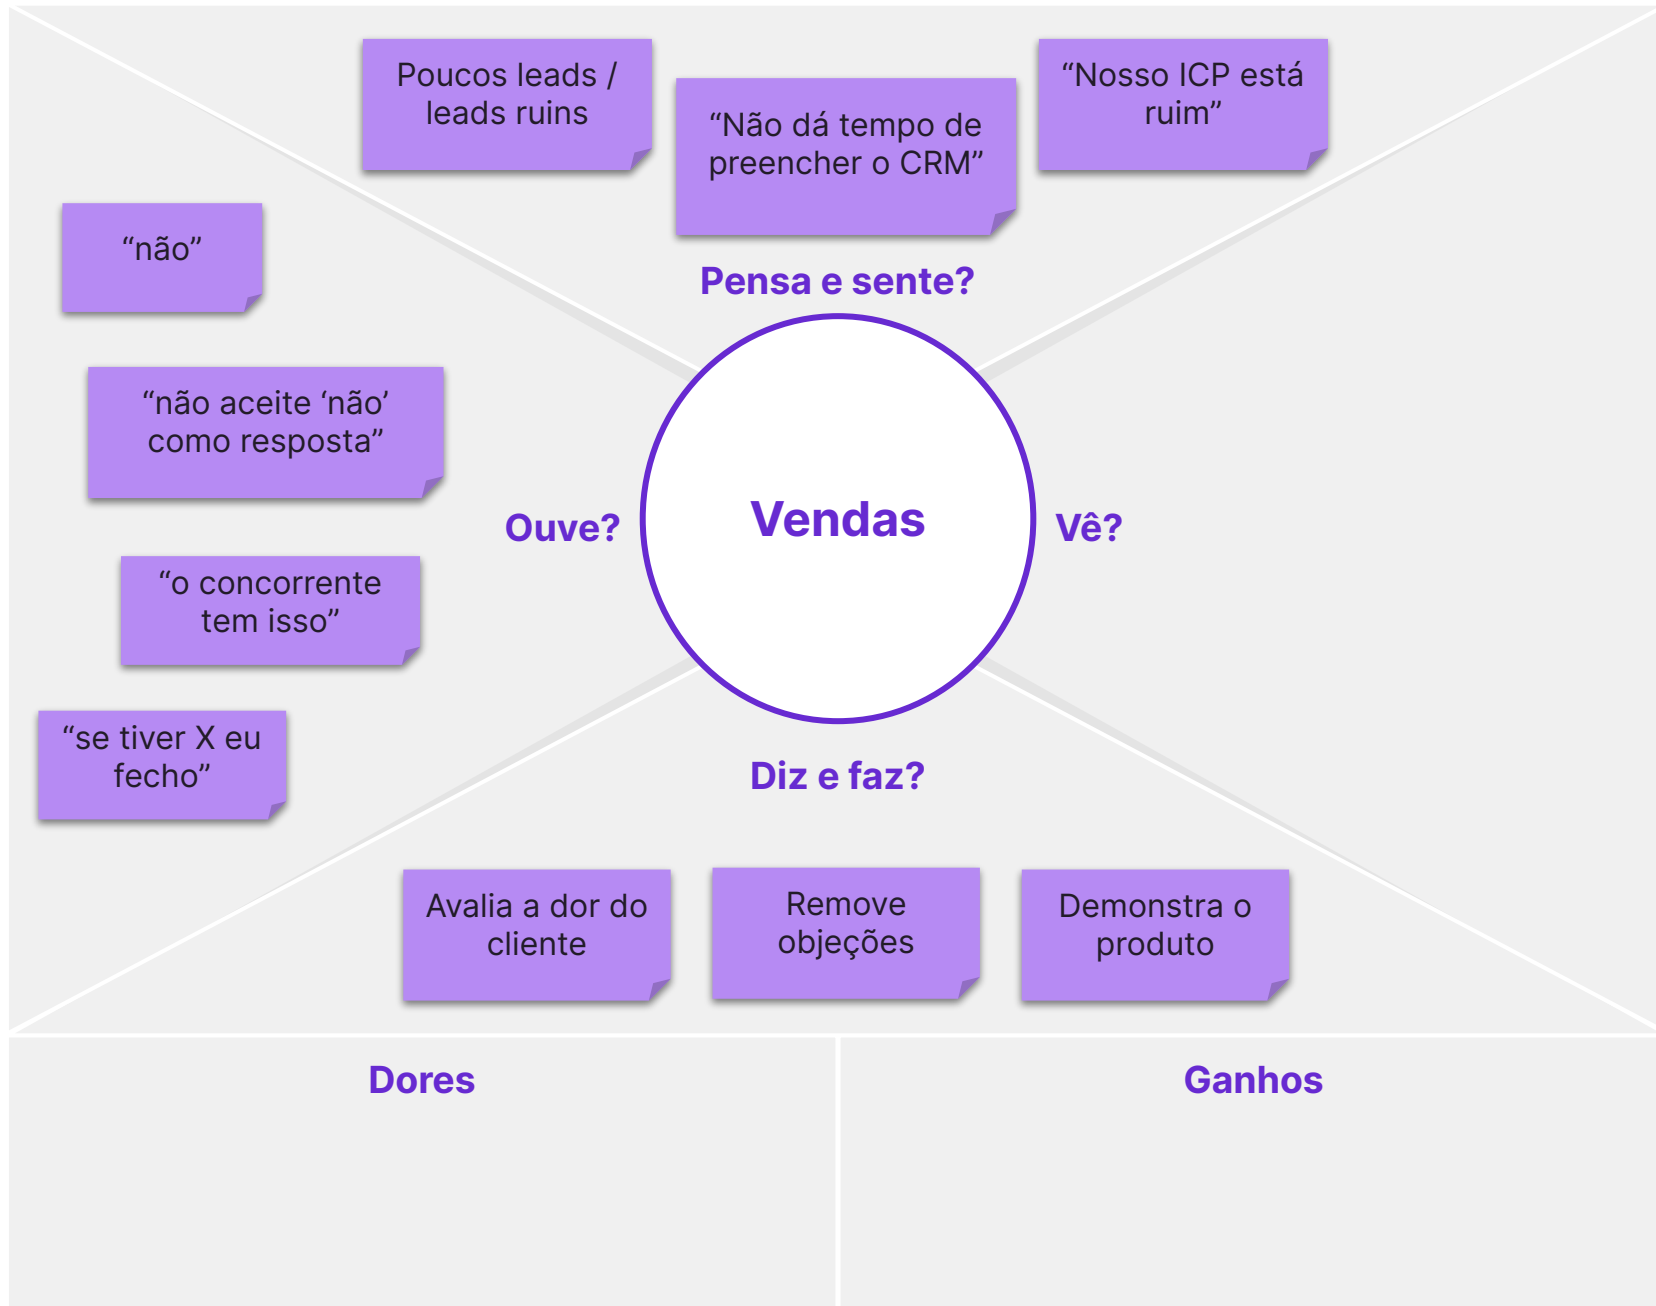 Poucos leads /
leads ruins
“Não dá tempo de
preencher o CRM”
“Nosso ICP está
ruim”
Pensa e sente?
“não”
“não aceite ‘não’
como resposta”
“o concorrente
tem isso”
“se tiver X eu
fecho”
Ouve?
Vendas
Vê?
Diz e faz?
Avalia a dor do
cliente
Remove
objeções
Demonstra o
produto
Dores
Ganhos